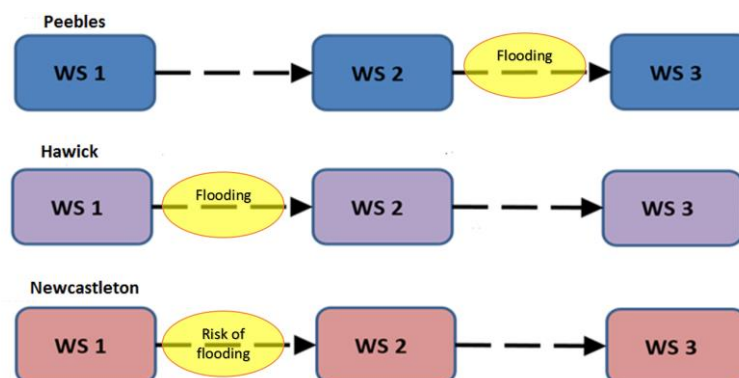 Peebles
WS 1
WS 2
Flooding
WS 3
Hawick
WS 1
Flooding
WS 2
WS 3
Newcastleton
WS 1
Risk of
flooding
WS 2
WS 3